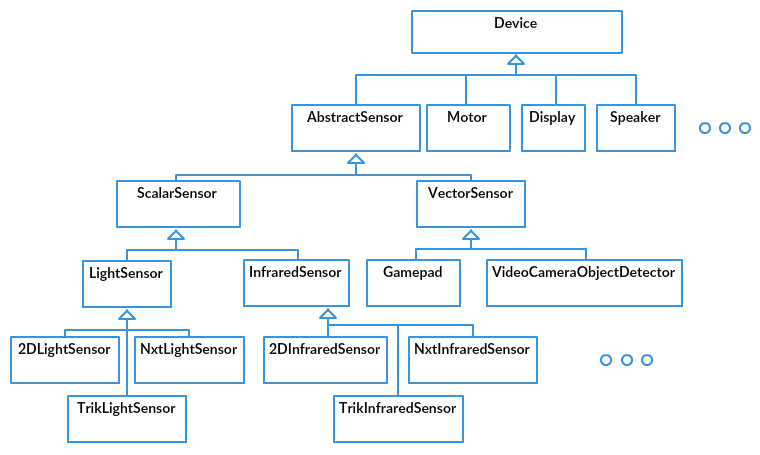 Device
AbstractSensor
Motor
Display
Speaker
ScalarSensor
VectorSensor
LightSensor
InfraredSensor
Gamepad
VideoCameraObjectDetector
2DLightSensor
NxtLightSensor
2DInfraredSensor
NxtInfraredSensor
TrikLightSensor
TrikInfraredSensor